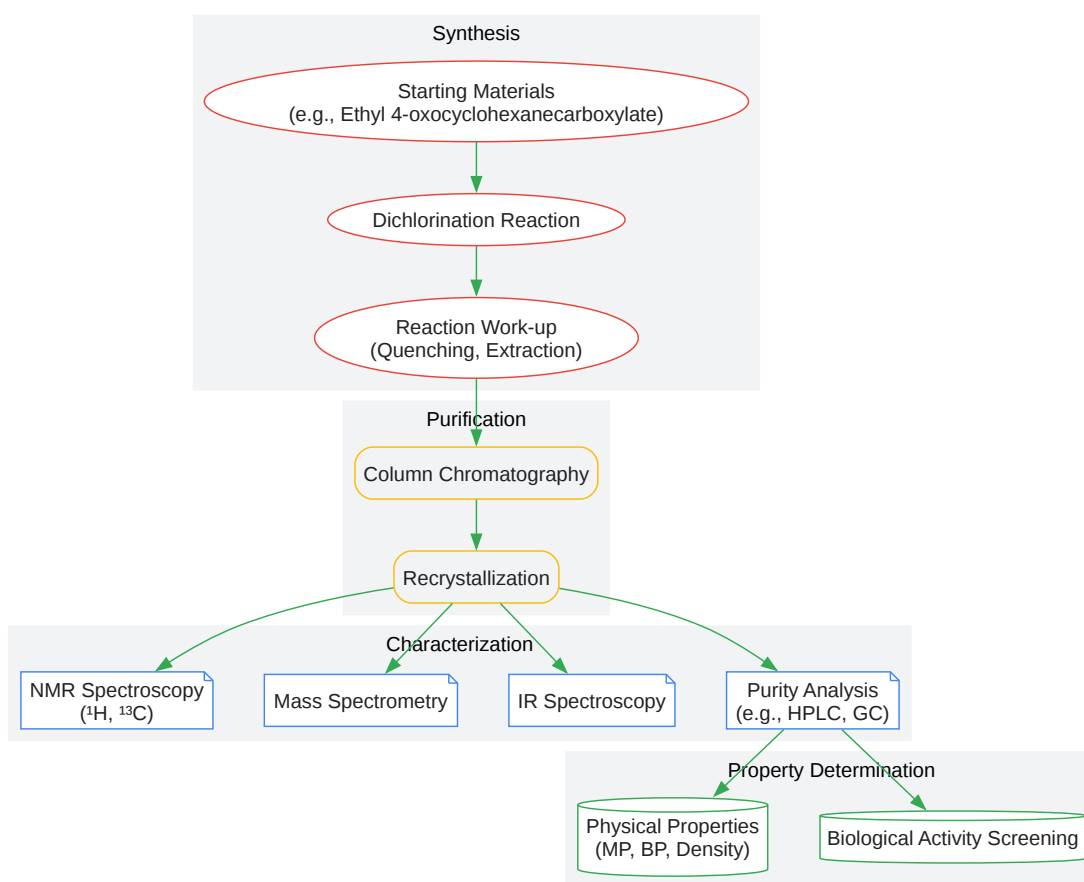 Synthesis
Starting Materials
(e.g., Ethyl 4-oxocyclohexanecarboxylate)
Dichlorination Reaction
Reaction Work-up
(Quenching, Extraction)
Purification
Column Chromatography
Recrystallization
Characterization
NMR Spectroscopy
(¹H, ¹³C)
Mass Spectrometry
IR Spectroscopy
Purity Analysis
(e.g., HPLC, GC)
Property Determination
Physical Properties
(MP, BP, Density)
Biological Activity Screening